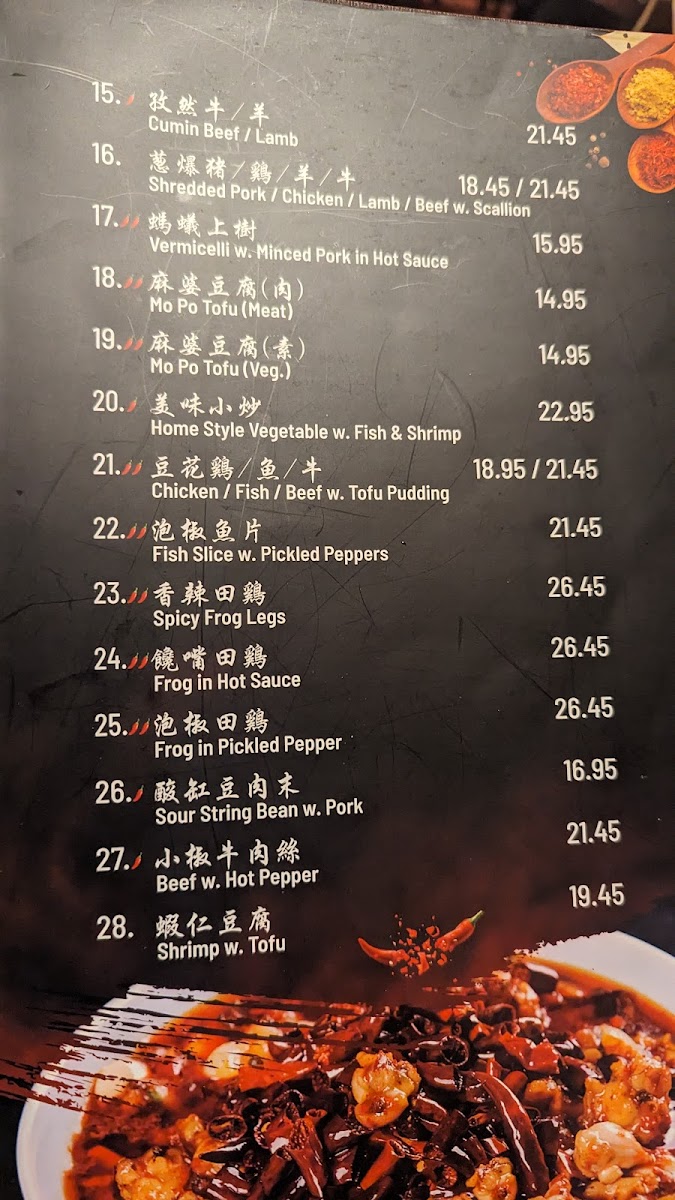 15. 孜然牛/羊
Cumin Beef / Lamb 21.45
16. 蔥爆猪/鷄/羊/牛
Shredded Pork / Chicken / Lamb / Beef w. Scallion 18.45 / 21.45
17. 螞蟻上樹
Vermicelli w. Minced Pork in Hot Sauce 15.95
18. 麻婆豆腐(肉)
Mo Po Tofu (Meat) 14.95
19. 麻婆豆腐(素)
Mo Po Tofu (Veg.) 14.95
20. 美味小炒
Home Style Vegetable w. Fish & Shrimp 22.95
21. 豆花鷄/魚/牛 18.95 / 21.45
Chicken / Fish / Beef w. Tofu Pudding
22. 泡椒魚片 21.45
Fish Slice w. Pickled Peppers
23. 香辣田鷄 26.45
Spicy Frog Legs
24. 饞嘴田鷄 26.45
Frog in Hot Sauce
25. 泡椒田鷄 26.45
Frog in Pickled Pepper
26. 酸缸豆肉末 16.95
Sour String Bean w. Pork
27. 小椒牛肉絲 21.45
Beef w. Hot Pepper
28. 蝦仁豆腐 19.45
Shrimp w. Tofu